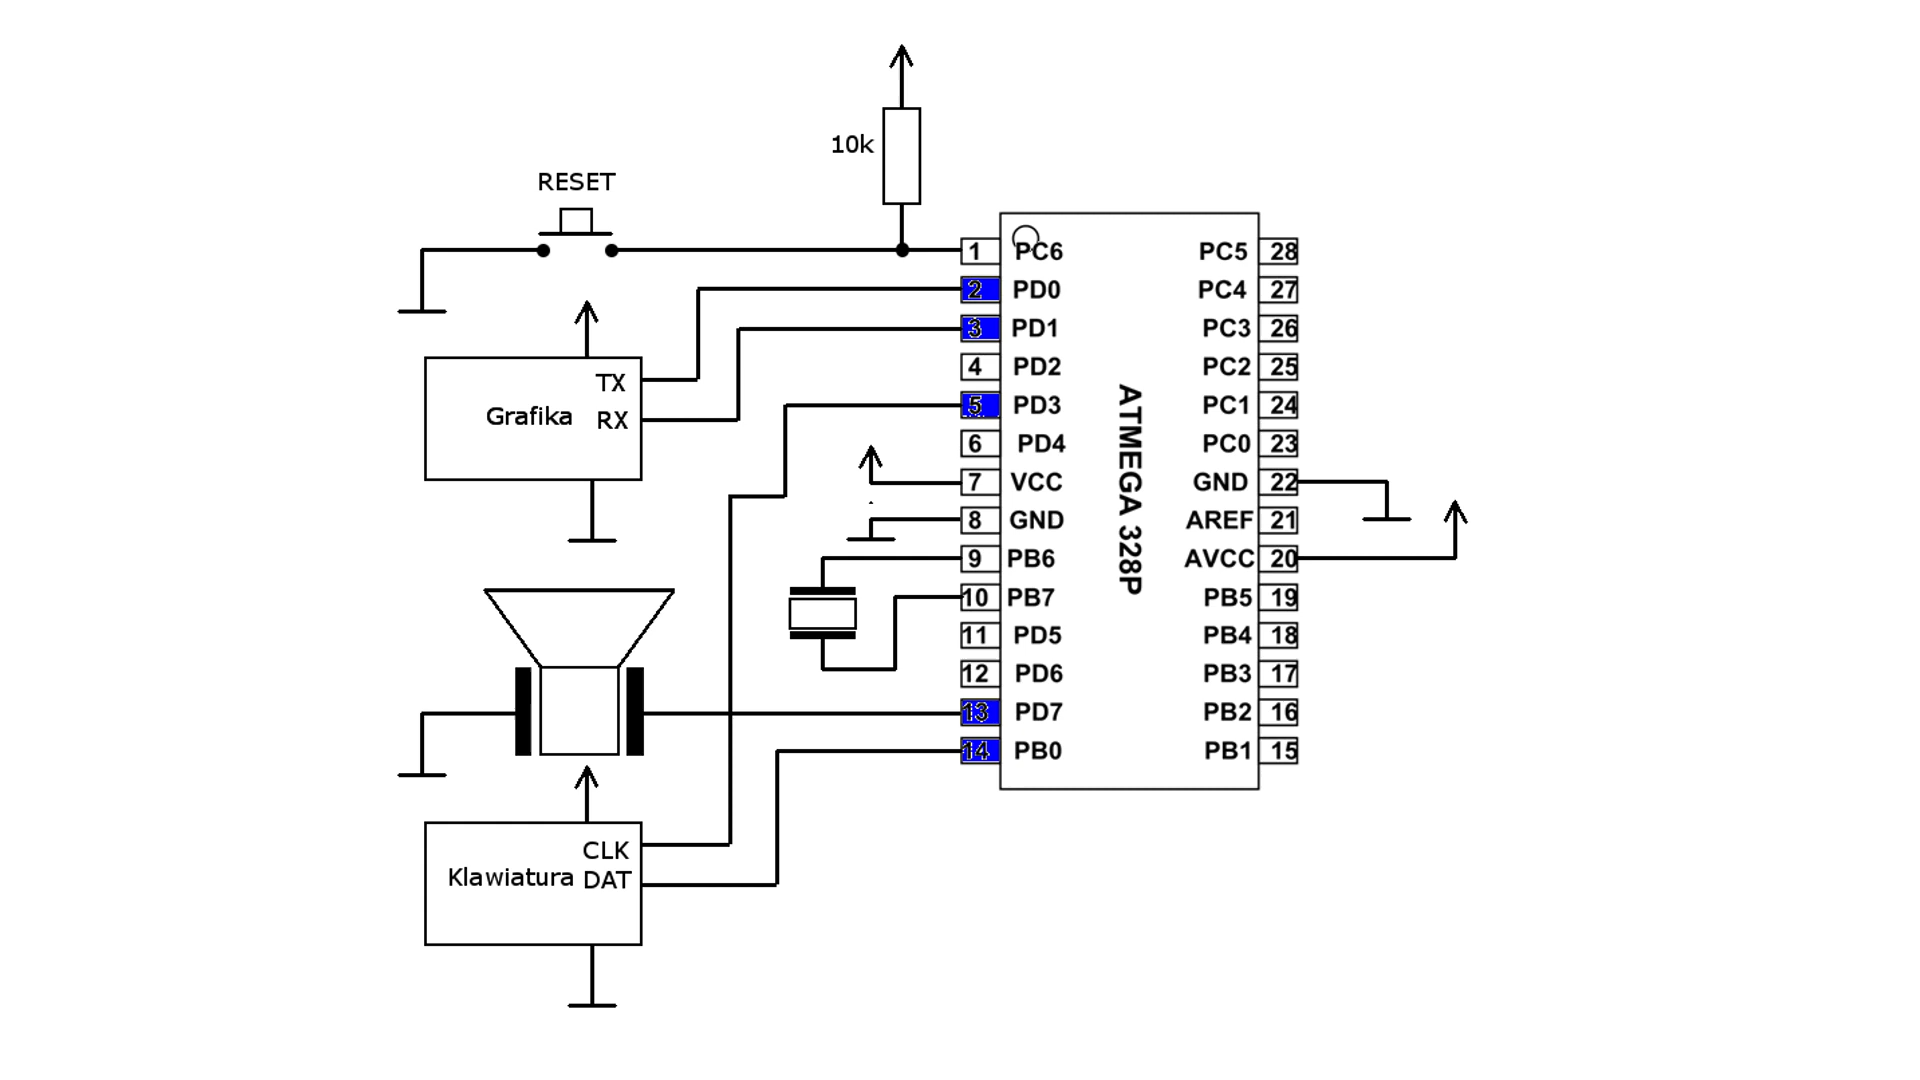 10k
RESET
1 PC6 PC5 28
2 PD0 PC4 27
3 PD1 PC3 26
4 PD2 PC2 25
5 PD3 PC1 24
6 PD4 PC0 23
7 VCC GND 22
8 GND AREF 21
9 PB6 AVCC 20
10 PB7 PB5 19
11 PD5 PB4 18
12 PD6 PB3 17
13 PD7 PB2 16
14 PB0 PB1 15
ATMEGA 328P
TX
Grafika RX
CLK
Klawiatura DAT